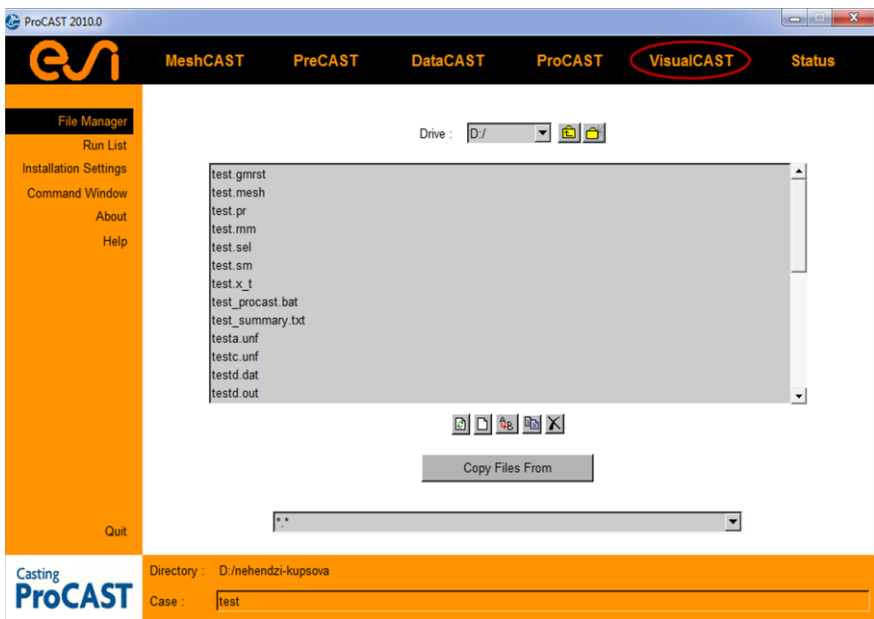 ProCAST 2010.0
esi MeshCAST PreCAST DataCAST ProCAST VisualCAST Status
File Manager
Run List
Installation Settings
Command Window
About
Help
Quit
Drive : D:/
test.gmrst
test.mesh
test.pr
test.rnm
test.sel
test.sm
test.x_t
test_procast.bat
test_summary.txt
testa.unf
testc.unf
testd.dat
testd.out
A B
Copy Files From
*.*
Casting
ProCAST
Directory : D:/nehendzi-kupsova
Case : test